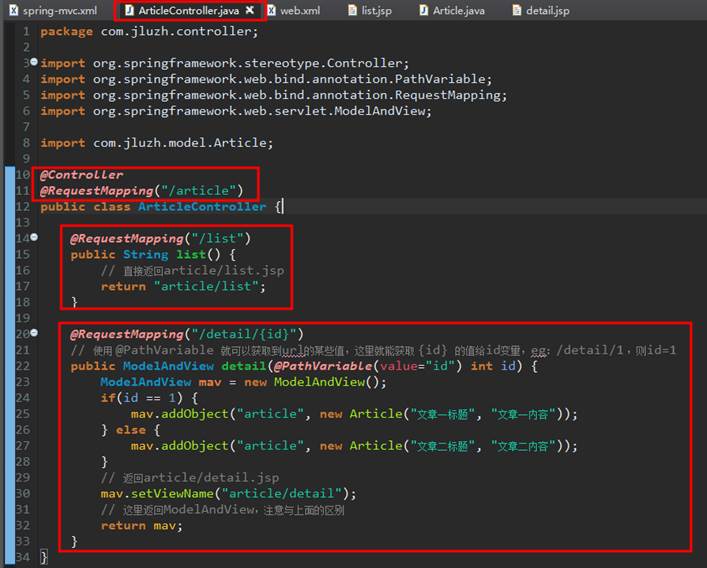 spring-mvc.xml ArticleController.java web.xml list.jsp Article.java detail.jsp
1 package com.jluzh.controller;
2
3 import org.springframework.stereotype.Controller;
4 import org.springframework.web.bind.annotation.PathVariable;
5 import org.springframework.web.bind.annotation.RequestMapping;
6 import org.springframework.web.servlet.ModelAndView;
7
8 import com.jluzh.model.Article;
9
10 @Controller
11 @RequestMapping("/article")
12 public class ArticleController {
13
14 @RequestMapping("/list")
15 public String list() {
16 // 直接返回article/list.jsp
17 return "article/list";
18 }
19
20 @RequestMapping("/detail/{id}")
21 // 使用 @PathVariable 就可以获取到url的某些值，这里就能获取 {id} 的值给id变量，eg：/detail/1，则id=1
22 public ModelAndView detail(@PathVariable(value="id") int id) {
23 ModelAndView mav = new ModelAndView();
24 if(id == 1) {
25 mav.addObject("article", new Article("文章一标题", "文章一内容"));
26 } else {
27 mav.addObject("article", new Article("文章二标题", "文章二内容"));
28 }
29 // 返回article/detail.jsp
30 mav.setViewName("article/detail");
31 // 这里返回ModelAndView，注意与上面的区别
32 return mav;
33 }
34 }